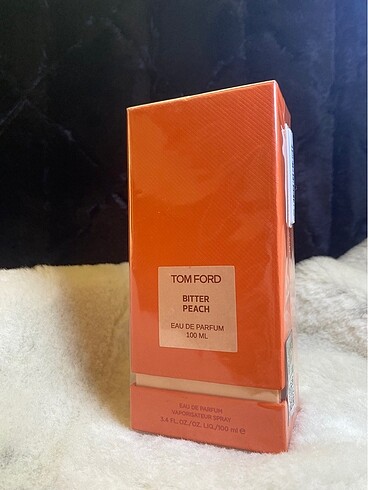 TOM FORD
BITTER
PEACH
EAU DE PARFUM
100 ML
EAU DE PARFUM
VAPORISATEUR SPRAY
3.4 FL.OZ./OZ. LIQ./100 ml ℮